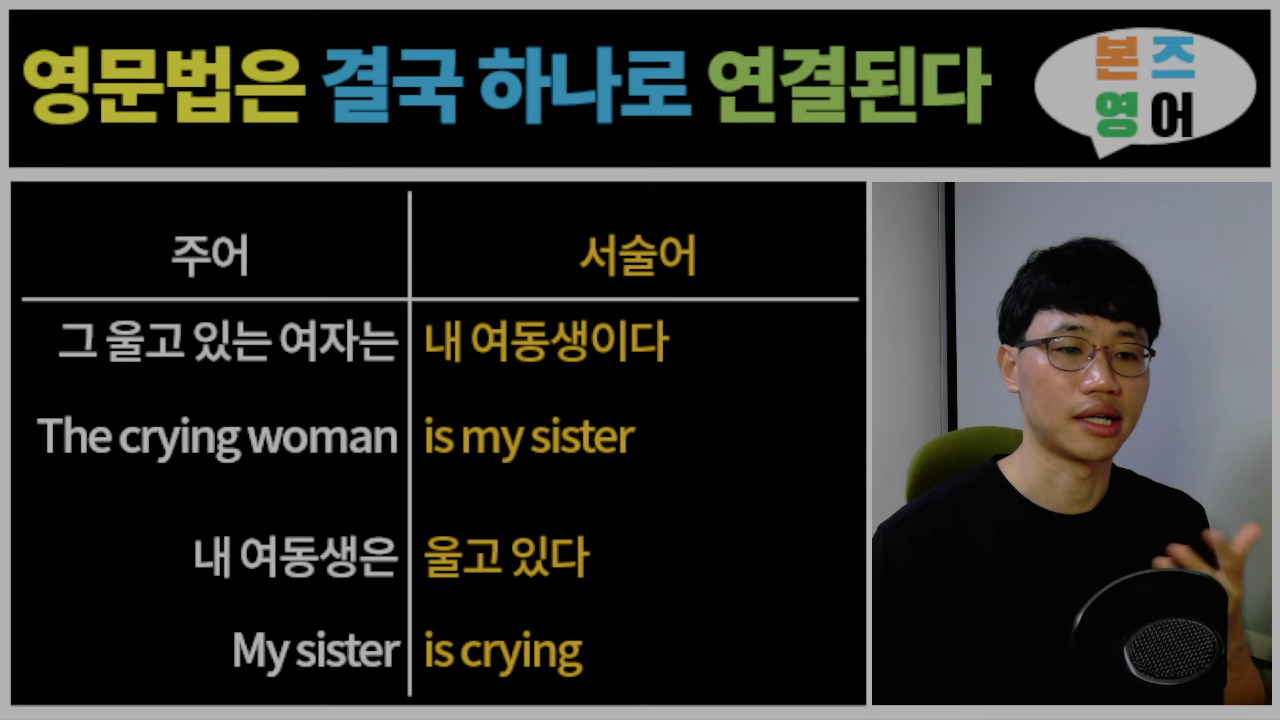 영문법은 결국 하나로 연결된다
본즈
영어
주어 서술어
그 울고 있는 여자는 내 여동생이다
The crying woman is my sister
내 여동생은 울고 있다
My sister is crying